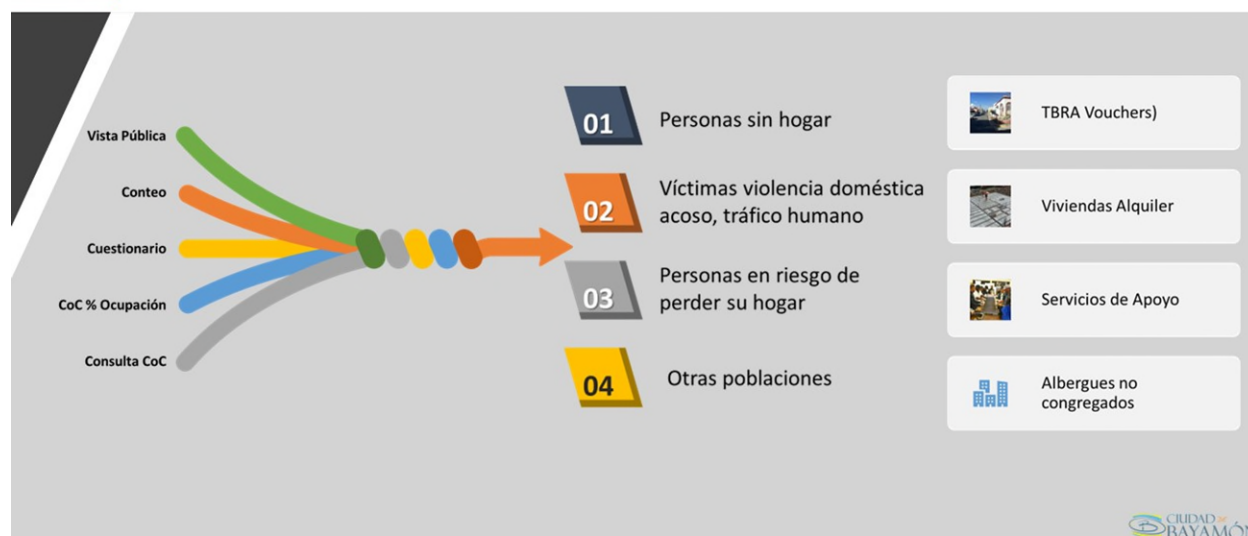 Vista Pública
Conteo
Cuestionario
CoC % Ocupación
Consulta CoC
01
Personas sin hogar
02
Víctimas violencia doméstica
acoso, tráfico humano
03
Personas en riesgo de
perder su hogar
04
Otras poblaciones
TBRA Vouchers)
Viviendas Alquiler
Servicios de Apoyo
Albergues no
congregados
CIUDAD DE
BAYAMÓN